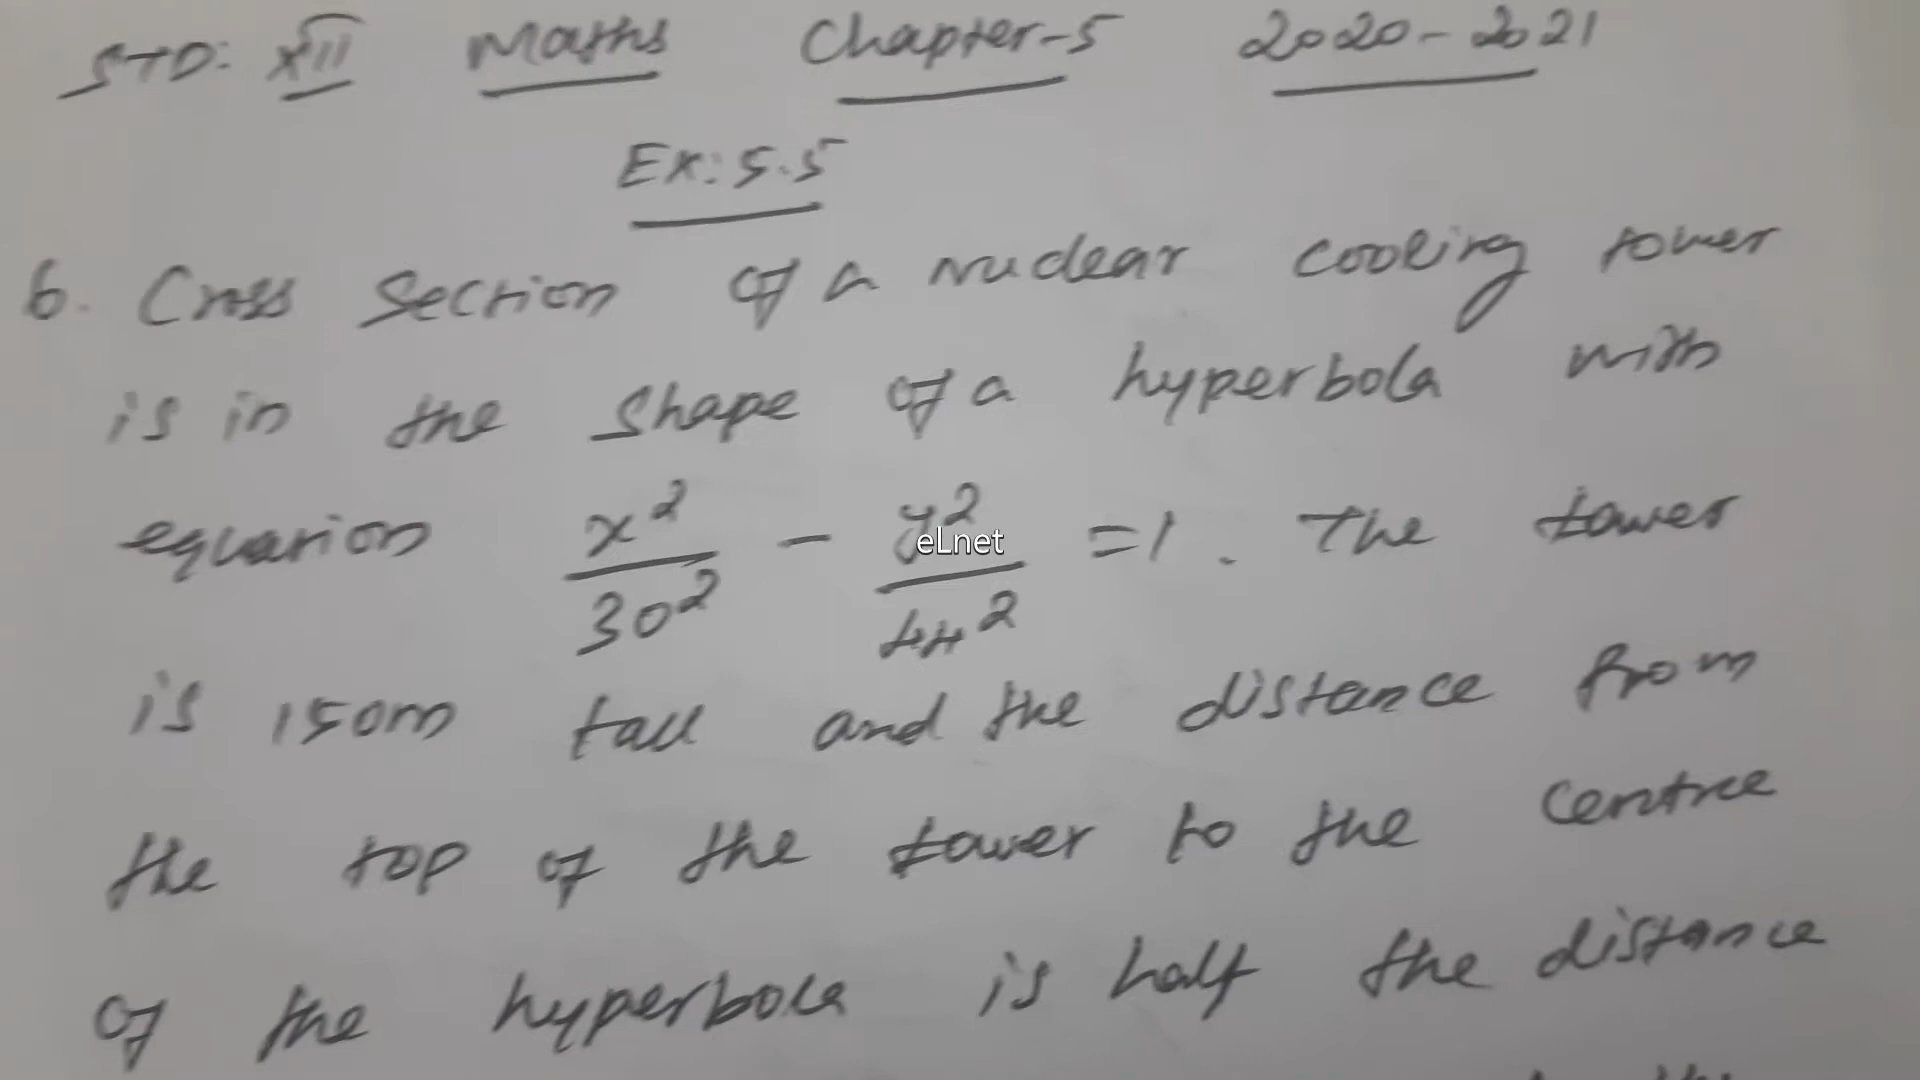 STD: XII Maths Chapter-5 2020-2021
Ex: 5.5
6. Cross Section of a nuclear cooling tower
is in the shape of a hyperbola with
equation x²/30² - y²/44² =1. The tower
eLnet
is 150m tall and the distance from
the top of the tower to the centre
of the hyperbola is half the distance